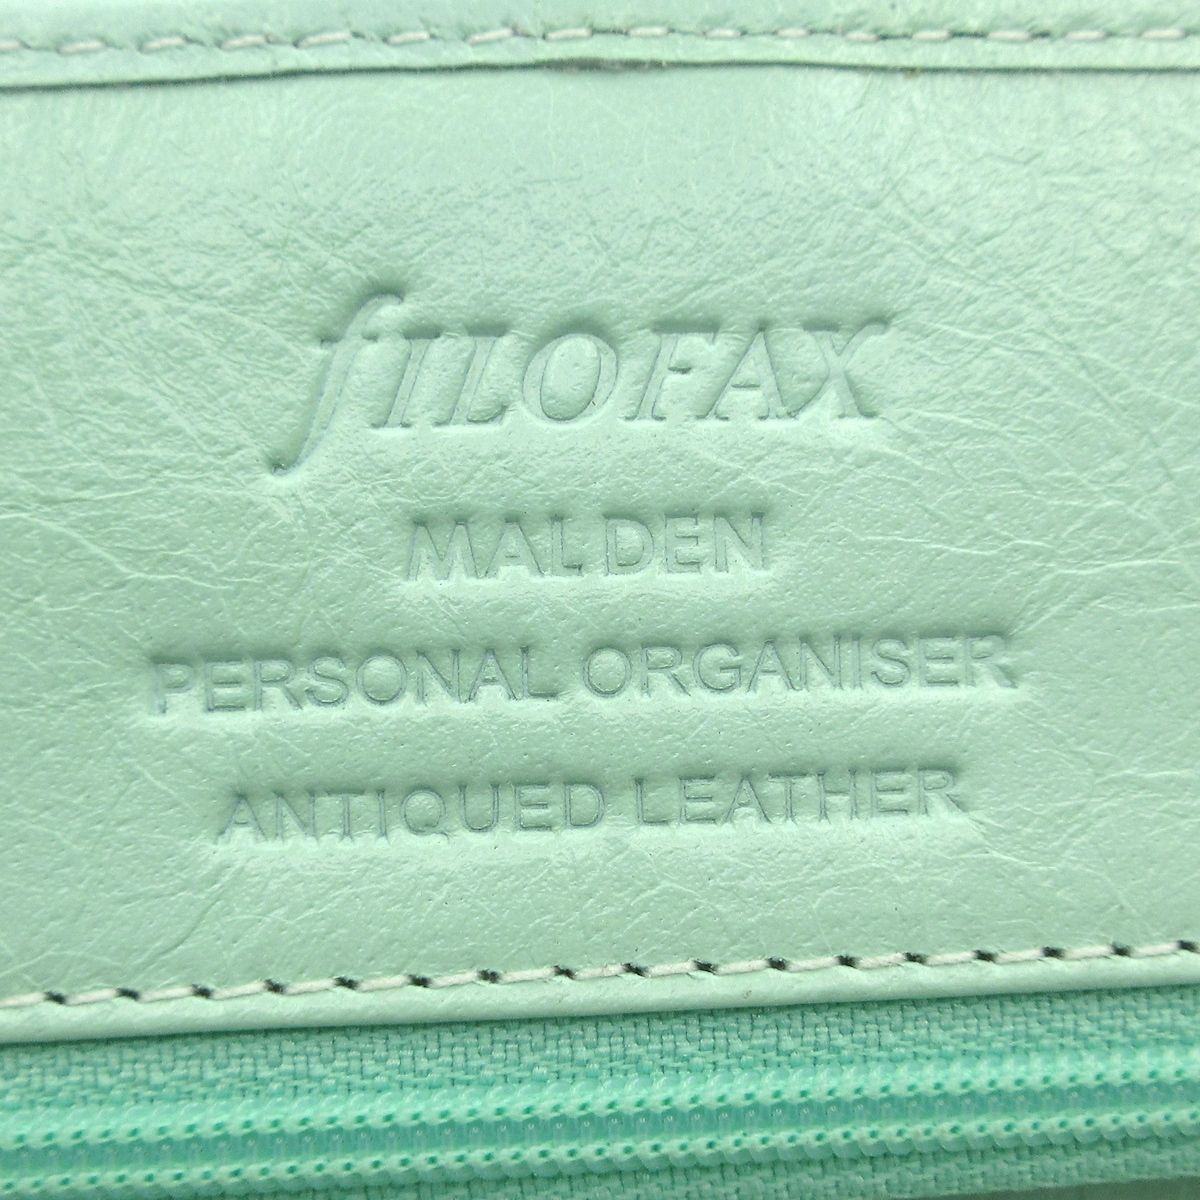 fILOFAX
MALDEN
PERSONAL ORGANISER
ANTIQUED LEATHER